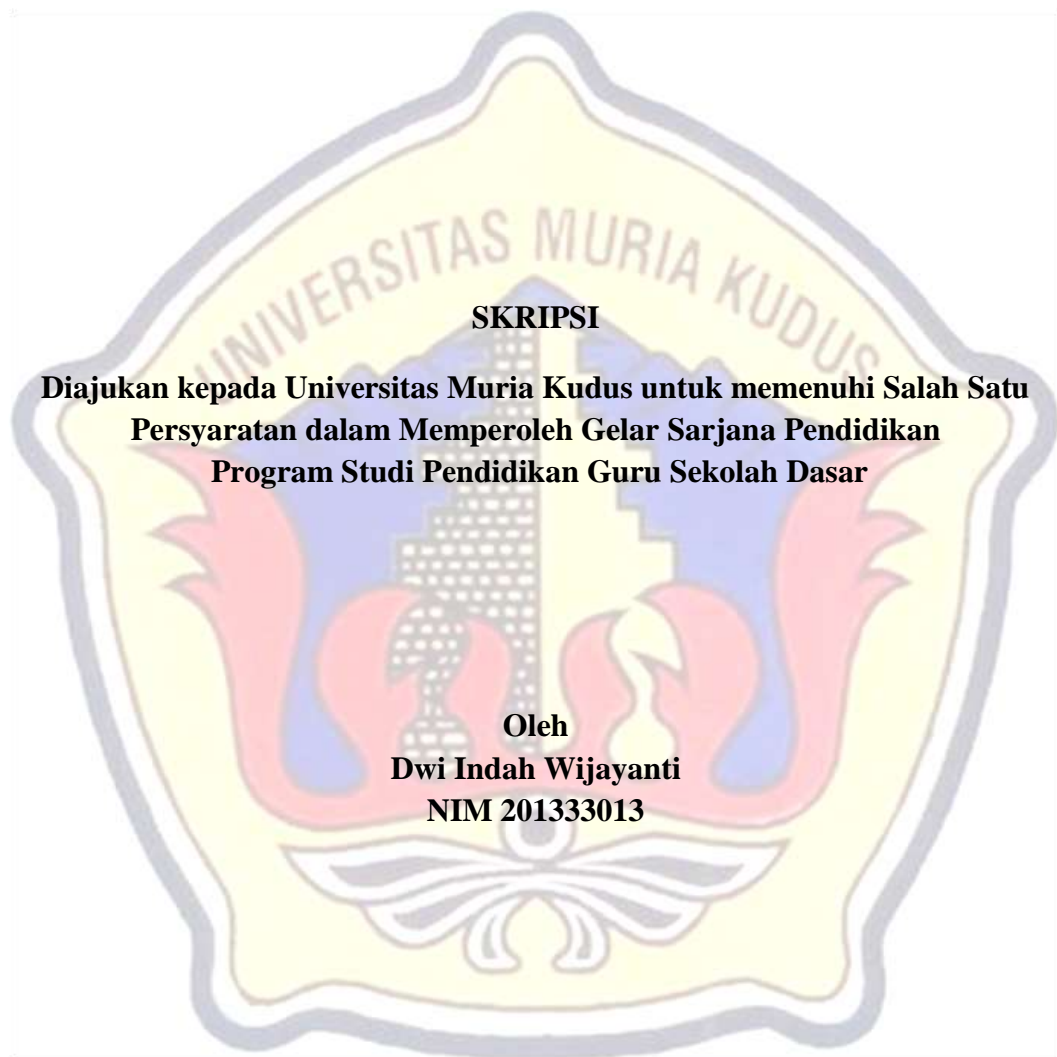 UNIVERSITAS MURIA KUDUS
SKRIPSI
Diajukan kepada Universitas Muria Kudus untuk memenuhi Salah Satu
Persyaratan dalam Memperoleh Gelar Sarjana Pendidikan
Program Studi Pendidikan Guru Sekolah Dasar
Oleh
Dwi Indah Wijayanti
NIM 201333013